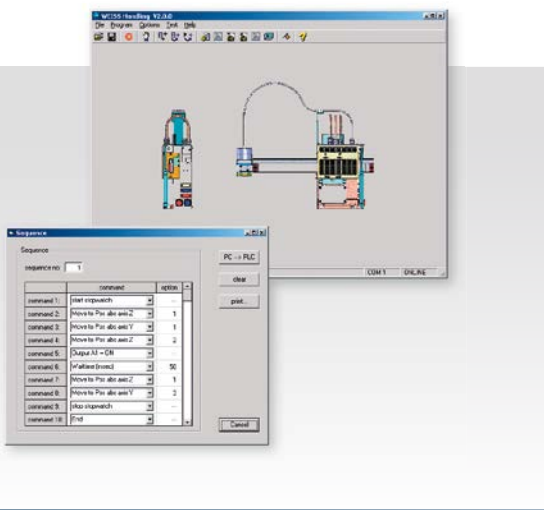 WEISS Handling V2.0.0
File Program Options Test Help
COM 1 ONLINE
Sequence
Sequence
sequence no. 1
PC --> PLC
clear
print...
Cancel
command option
command 1: start stopwatch ...
command 2: Move to Pos abs axis Z 1
command 3: Move to Pos abs axis Y 1
command 4: Move to Pos abs axis Z 2
command 5: Output A1 = ON ...
command 6: Waittime (msec) 50
command 7: Move to Pos abs axis Z 1
command 8: Move to Pos abs axis Y 2
command 9: stop stopwatch ...
command 10: End ...